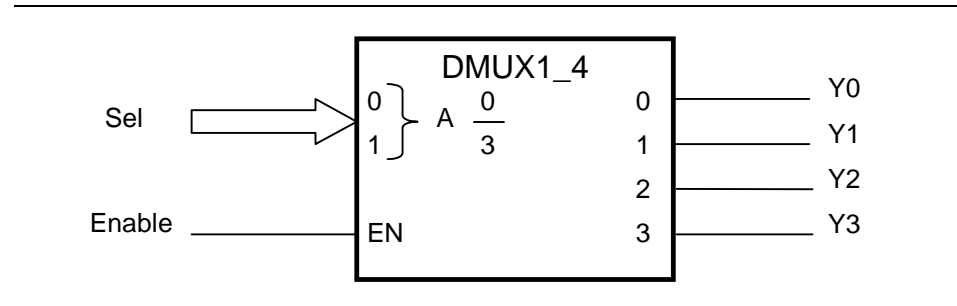 DMUX1_4
Sel
0
1
A 0
3
0 Y0
1 Y1
2 Y2
Enable
EN
3 Y3